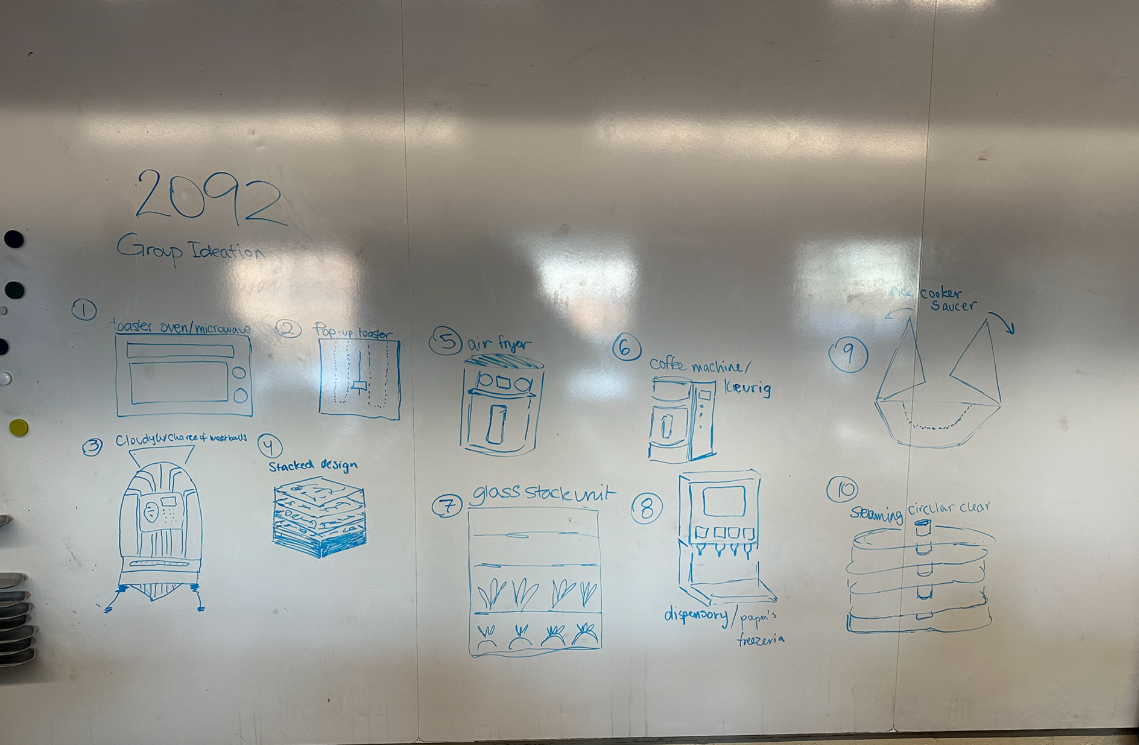 2092
Group Ideation
1
toaster oven/microwave
2
Pop-up toaster
3
Cloudy w/ chance of meatballs
4
Stacked design
5
air fryer
6
coffee machine/
keurig
7
glass stack unit
8
dispensory/papa's
freezeria
9
rice cooker
saucer
10
steaming circular clear